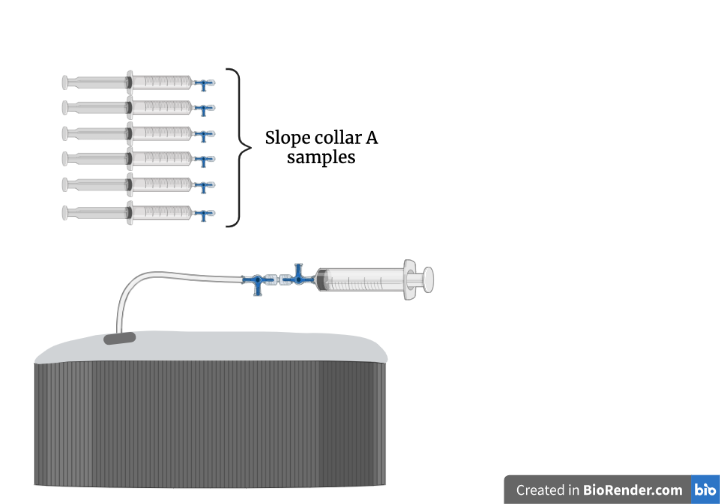 Slope collar A
samples
Created in BioRender.com bio